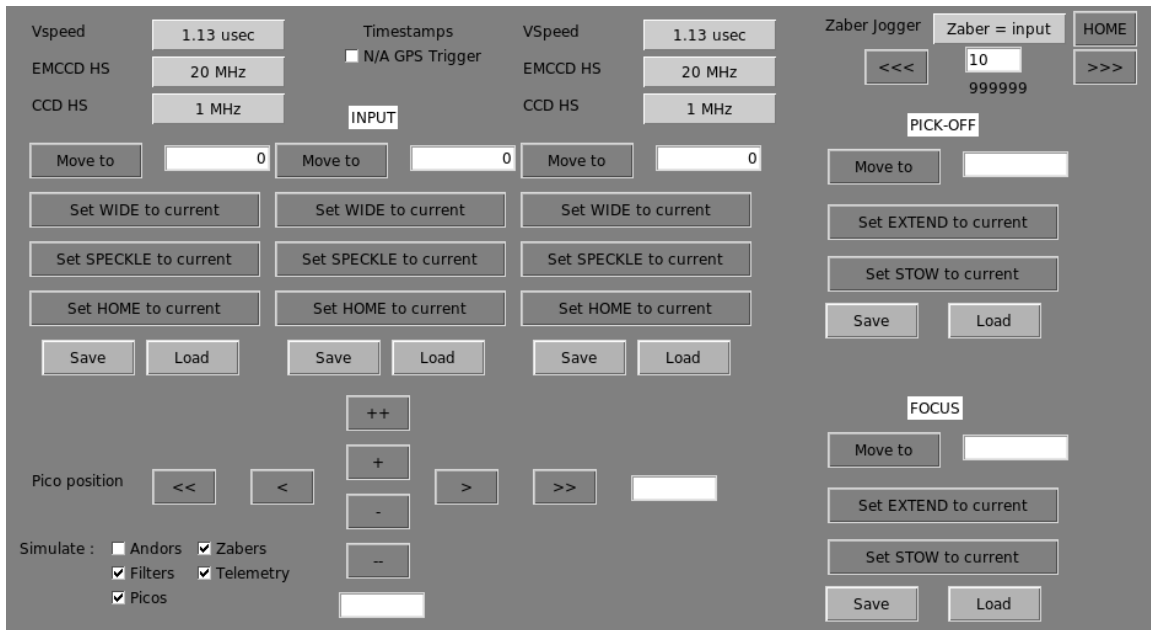 Vspeed 1.13 usec Timestamps VSpeed 1.13 usec Zaber Jogger Zaber = input HOME
N/A GPS Trigger
EMCCD HS 20 MHz EMCCD HS 20 MHz <<< 10 >>>
999999
CCD HS 1 MHz INPUT CCD HS 1 MHz
PICK-OFF
Move to 0 Move to 0 Move to 0 Move to
Set WIDE to current Set WIDE to current Set WIDE to current Set EXTEND to current
Set SPECKLE to current Set SPECKLE to current Set SPECKLE to current Set STOW to current
Set HOME to current Set HOME to current Set HOME to current Save Load
Save Load Save Load Save Load
++ FOCUS
+ Move to
Pico position << < > >>
- Set EXTEND to current
Simulate : Andors Zabers -- Set STOW to current
Filters Telemetry
Picos Save Load